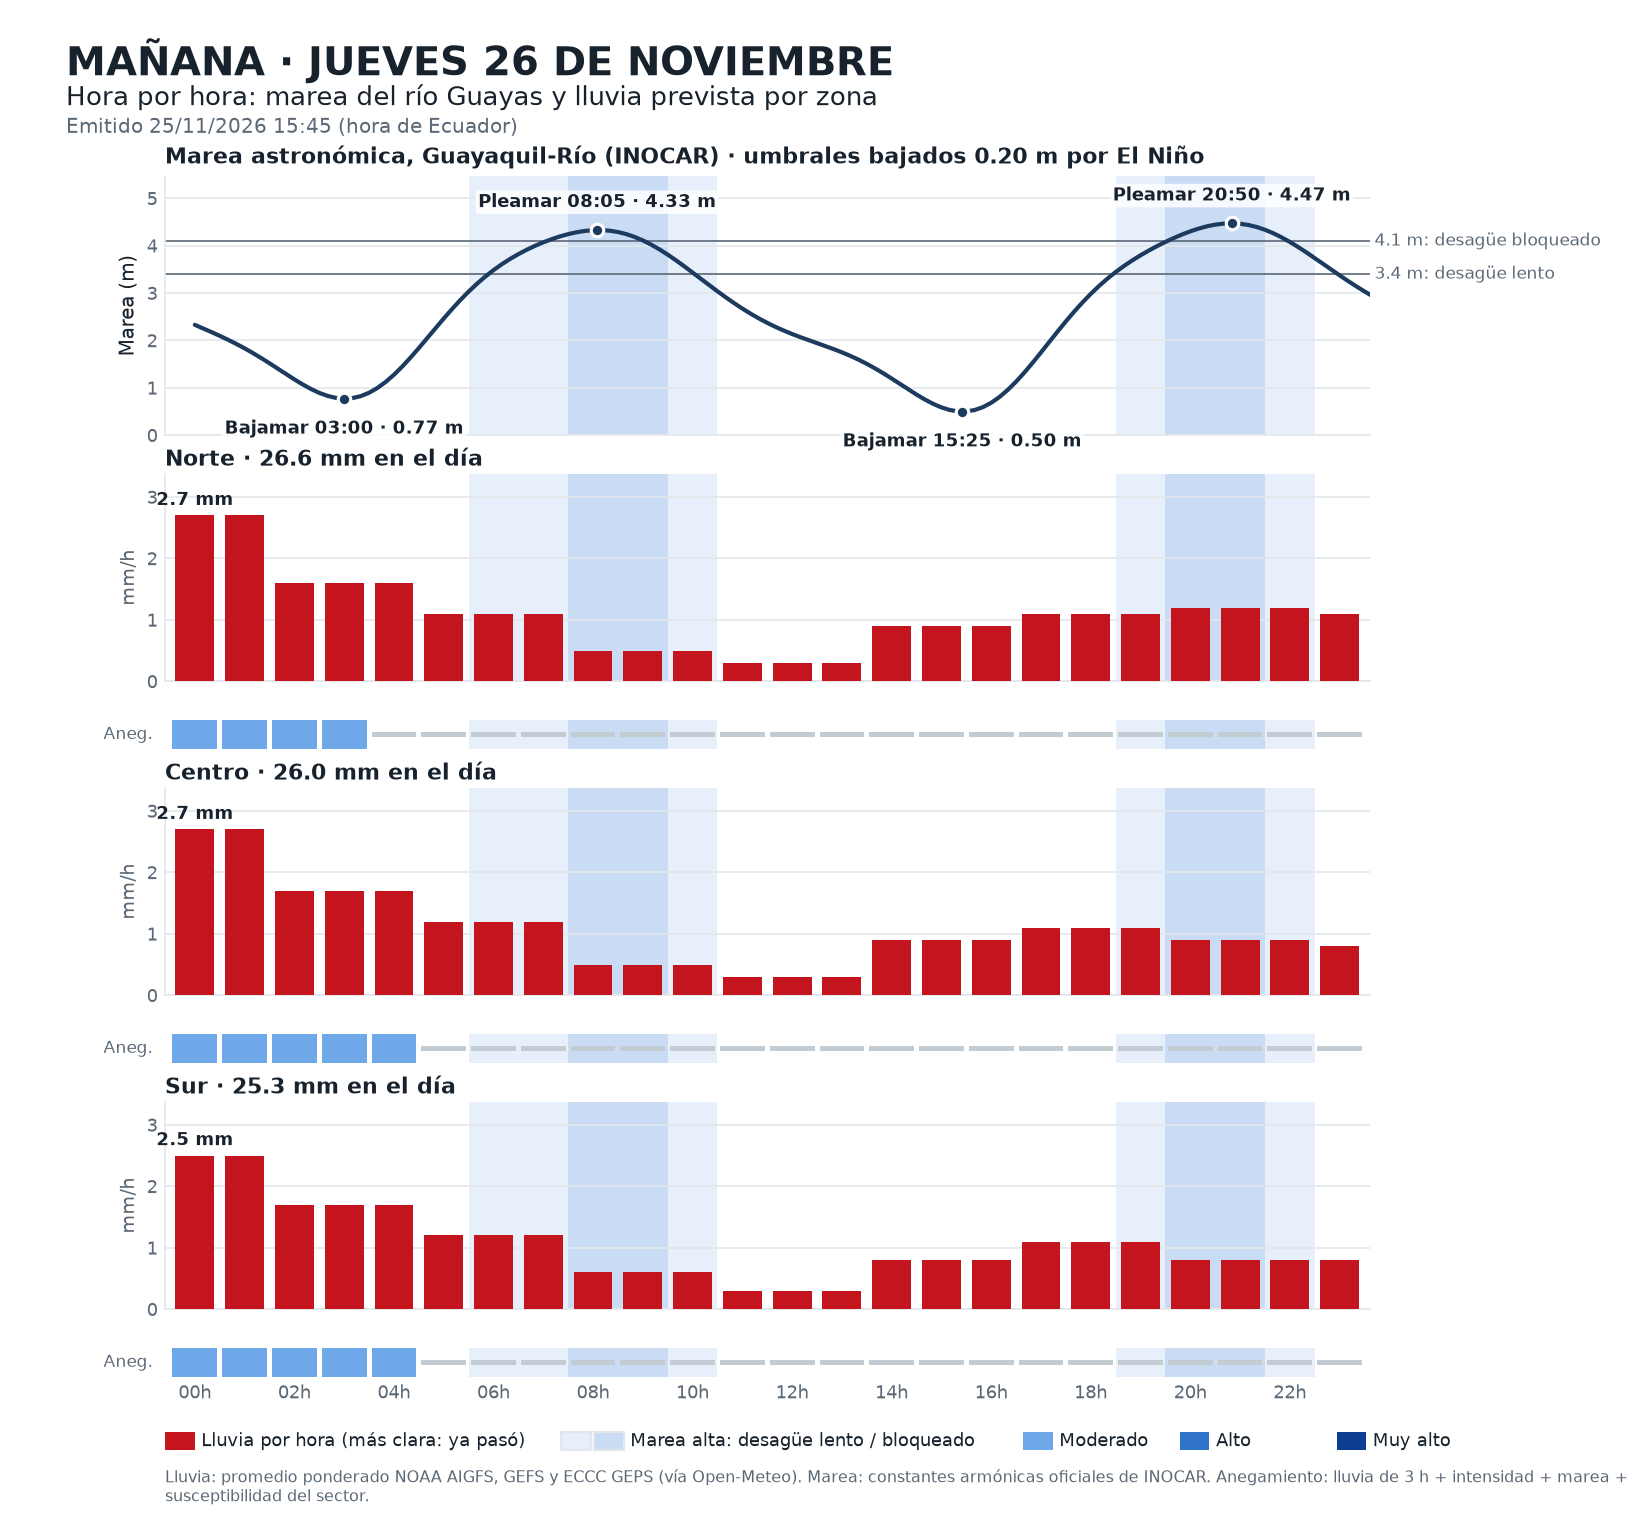 MAÑANA · JUEVES 26 DE NOVIEMBRE
Hora por hora: marea del río Guayas y lluvia prevista por zona
Emitido 25/11/2026 15:45 (hora de Ecuador)
Marea astronómica, Guayaquil-Río (INOCAR) · umbrales bajados 0.20 m por El Niño
Marea (m)
5
4
3
2
1
0
Pleamar 08:05 · 4.33 m
Pleamar 20:50 · 4.47 m
4.1 m: desagüe bloqueado
3.4 m: desagüe lento
Bajamar 03:00 · 0.77 m
Bajamar 15:25 · 0.50 m
Norte · 26.6 mm en el día
mm/h
3
2
1
0
2.7 mm
Aneg.
Centro · 26.0 mm en el día
mm/h
3
2
1
0
2.7 mm
Aneg.
Sur · 25.3 mm en el día
mm/h
3
2
1
0
2.5 mm
Aneg.
00h 02h 04h 06h 08h 10h 12h 14h 16h 18h 20h 22h
Lluvia por hora (más clara: ya pasó) Marea alta: desagüe lento / bloqueado Moderado Alto Muy alto
Lluvia: promedio ponderado NOAA AIGFS, GEFS y ECCC GEPS (vía Open-Meteo). Marea: constantes armónicas oficiales de INOCAR. Anegamiento: lluvia de 3 h + intensidad + marea +
susceptibilidad del sector.